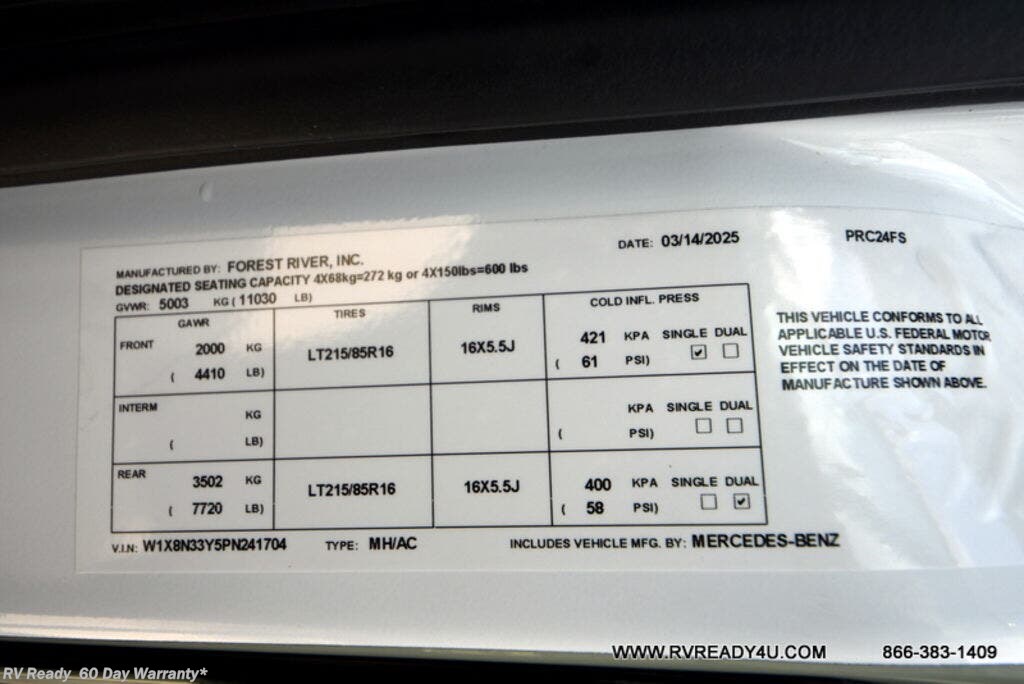 DATE: 03/14/2025 PRC24FS
MANUFACTURED BY: FOREST RIVER, INC.
DESIGNATED SEATING CAPACITY 4X68kg=272 kg or 4X150lbs=600 lbs
GVWR: 5003 KG ( 11030 LB)
GAWR TIRES RIMS COLD INFL. PRESS
FRONT 2000 KG LT215/85R16 16X5.5J 421 KPA SINGLE DUAL
( 4410 LB) ( 61 PSI) ☑ ☐
INTERM KG KPA SINGLE DUAL
( LB) ( PSI) ☐ ☐
REAR 3502 KG LT215/85R16 16X5.5J 400 KPA SINGLE DUAL
( 7720 LB) ( 58 PSI) ☐ ☑
V.I.N: W1X8N33Y5PN241704 TYPE: MH/AC INCLUDES VEHICLE MFG. BY: MERCEDES-BENZ
THIS VEHICLE CONFORMS TO ALL
APPLICABLE U.S. FEDERAL MOTOR
VEHICLE SAFETY STANDARDS IN
EFFECT ON THE DATE OF
MANUFACTURE SHOWN ABOVE.
WWW.RVREADY4U.COM 866-383-1409
RV Ready 60 Day Warranty*